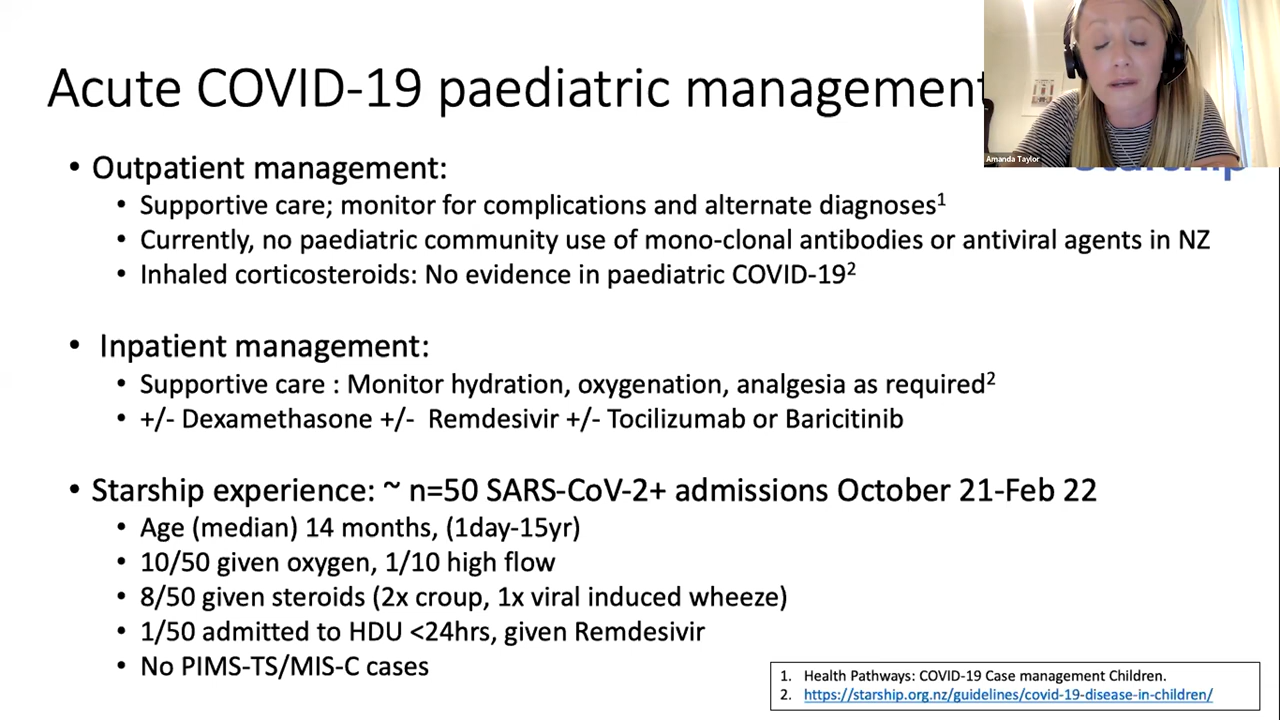 Acute COVID-19 paediatric management
Amanda Taylor
• Outpatient management:
• Supportive care; monitor for complications and alternate diagnoses1
• Currently, no paediatric community use of mono-clonal antibodies or antiviral agents in NZ
• Inhaled corticosteroids: No evidence in paediatric COVID-192
• Inpatient management:
• Supportive care : Monitor hydration, oxygenation, analgesia as required2
• +/- Dexamethasone +/- Remdesivir +/- Tocilizumab or Baricitinib
• Starship experience: ~ n=50 SARS-CoV-2+ admissions October 21-Feb 22
• Age (median) 14 months, (1day-15yr)
• 10/50 given oxygen, 1/10 high flow
• 8/50 given steroids (2x croup, 1x viral induced wheeze)
• 1/50 admitted to HDU <24hrs, given Remdesivir
• No PIMS-TS/MIS-C cases
1. Health Pathways: COVID-19 Case management Children.
2. https://starship.org.nz/guidelines/covid-19-disease-in-children/